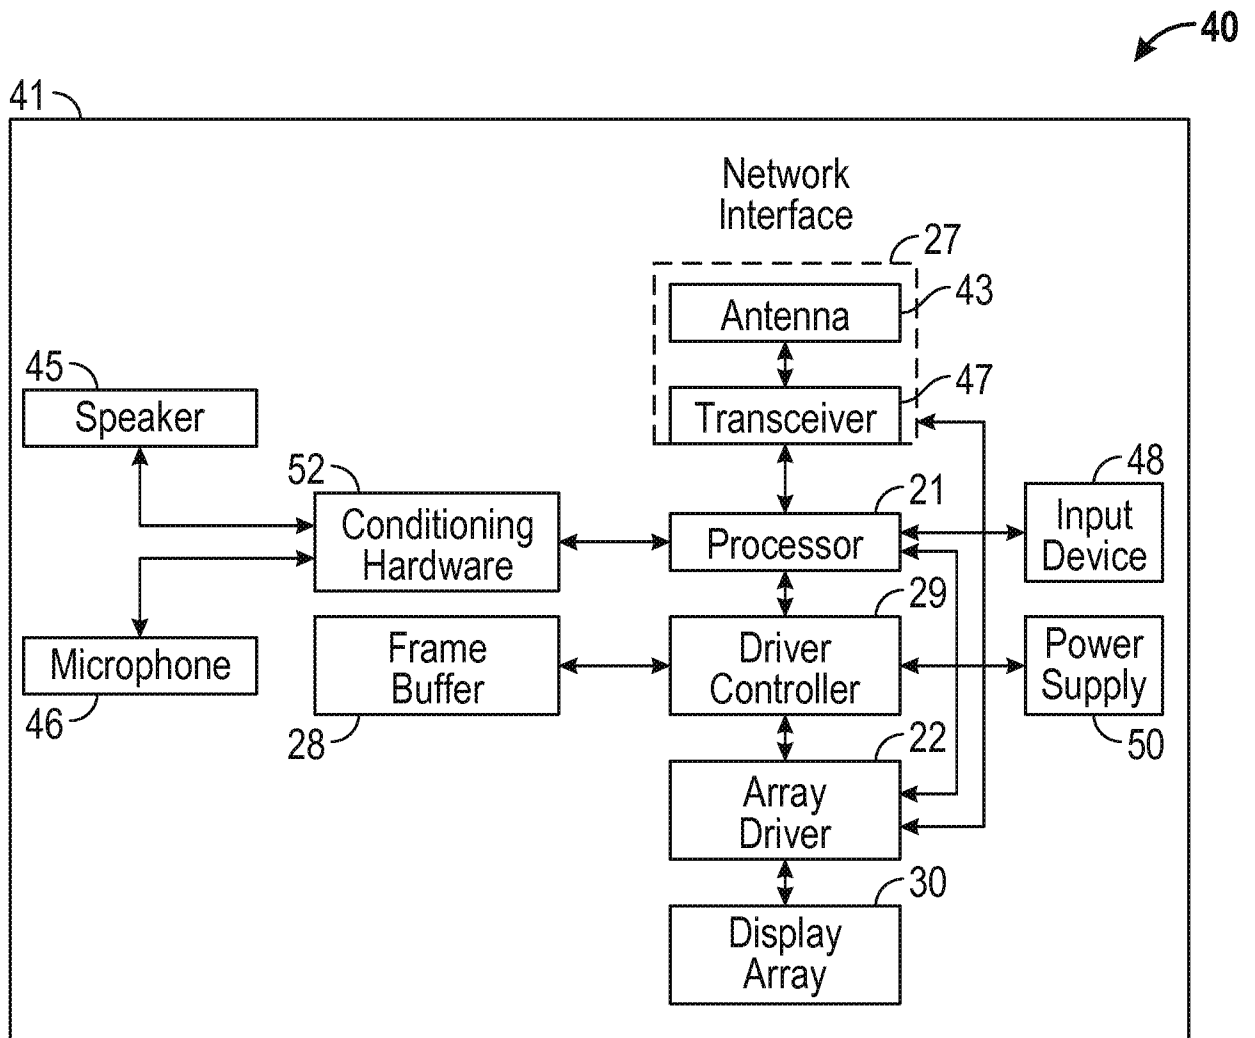 40
41
Network
Interface
27
Antenna
43
45
Speaker
Transceiver
47
52
Conditioning
Hardware
21
Processor
48
Input
Device
Microphone
46
Frame
Buffer
28
29
Driver
Controller
Power
Supply
50
22
Array
Driver
30
Display
Array